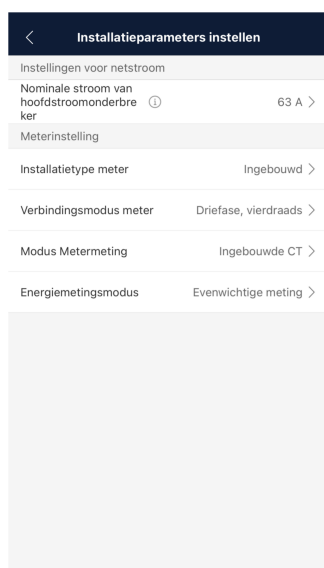 Installatieparameters instellen
Instellingen voor netstroom
Nominale stroom van
hoofdstroomonderbre
ker
63 A
Meterinstelling
Installatietype meter
Ingebouwd
Verbindingsmodus meter
Driefase, vierdraads
Modus Metermeting
Ingebouwde CT
Energiemetingsmodus
Evenwichtige meting